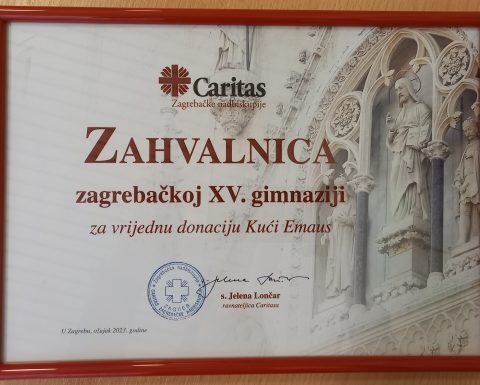 Caritas
Zagrebačke nadbiskupije
ZAHVALNICA
zagrebačkoj XV. gimnaziji
za vrijednu donaciju Kući Emaus
s. Jelena Lončar
ravnateljica Caritasa
U Zagrebu, ožujak 2023. godine